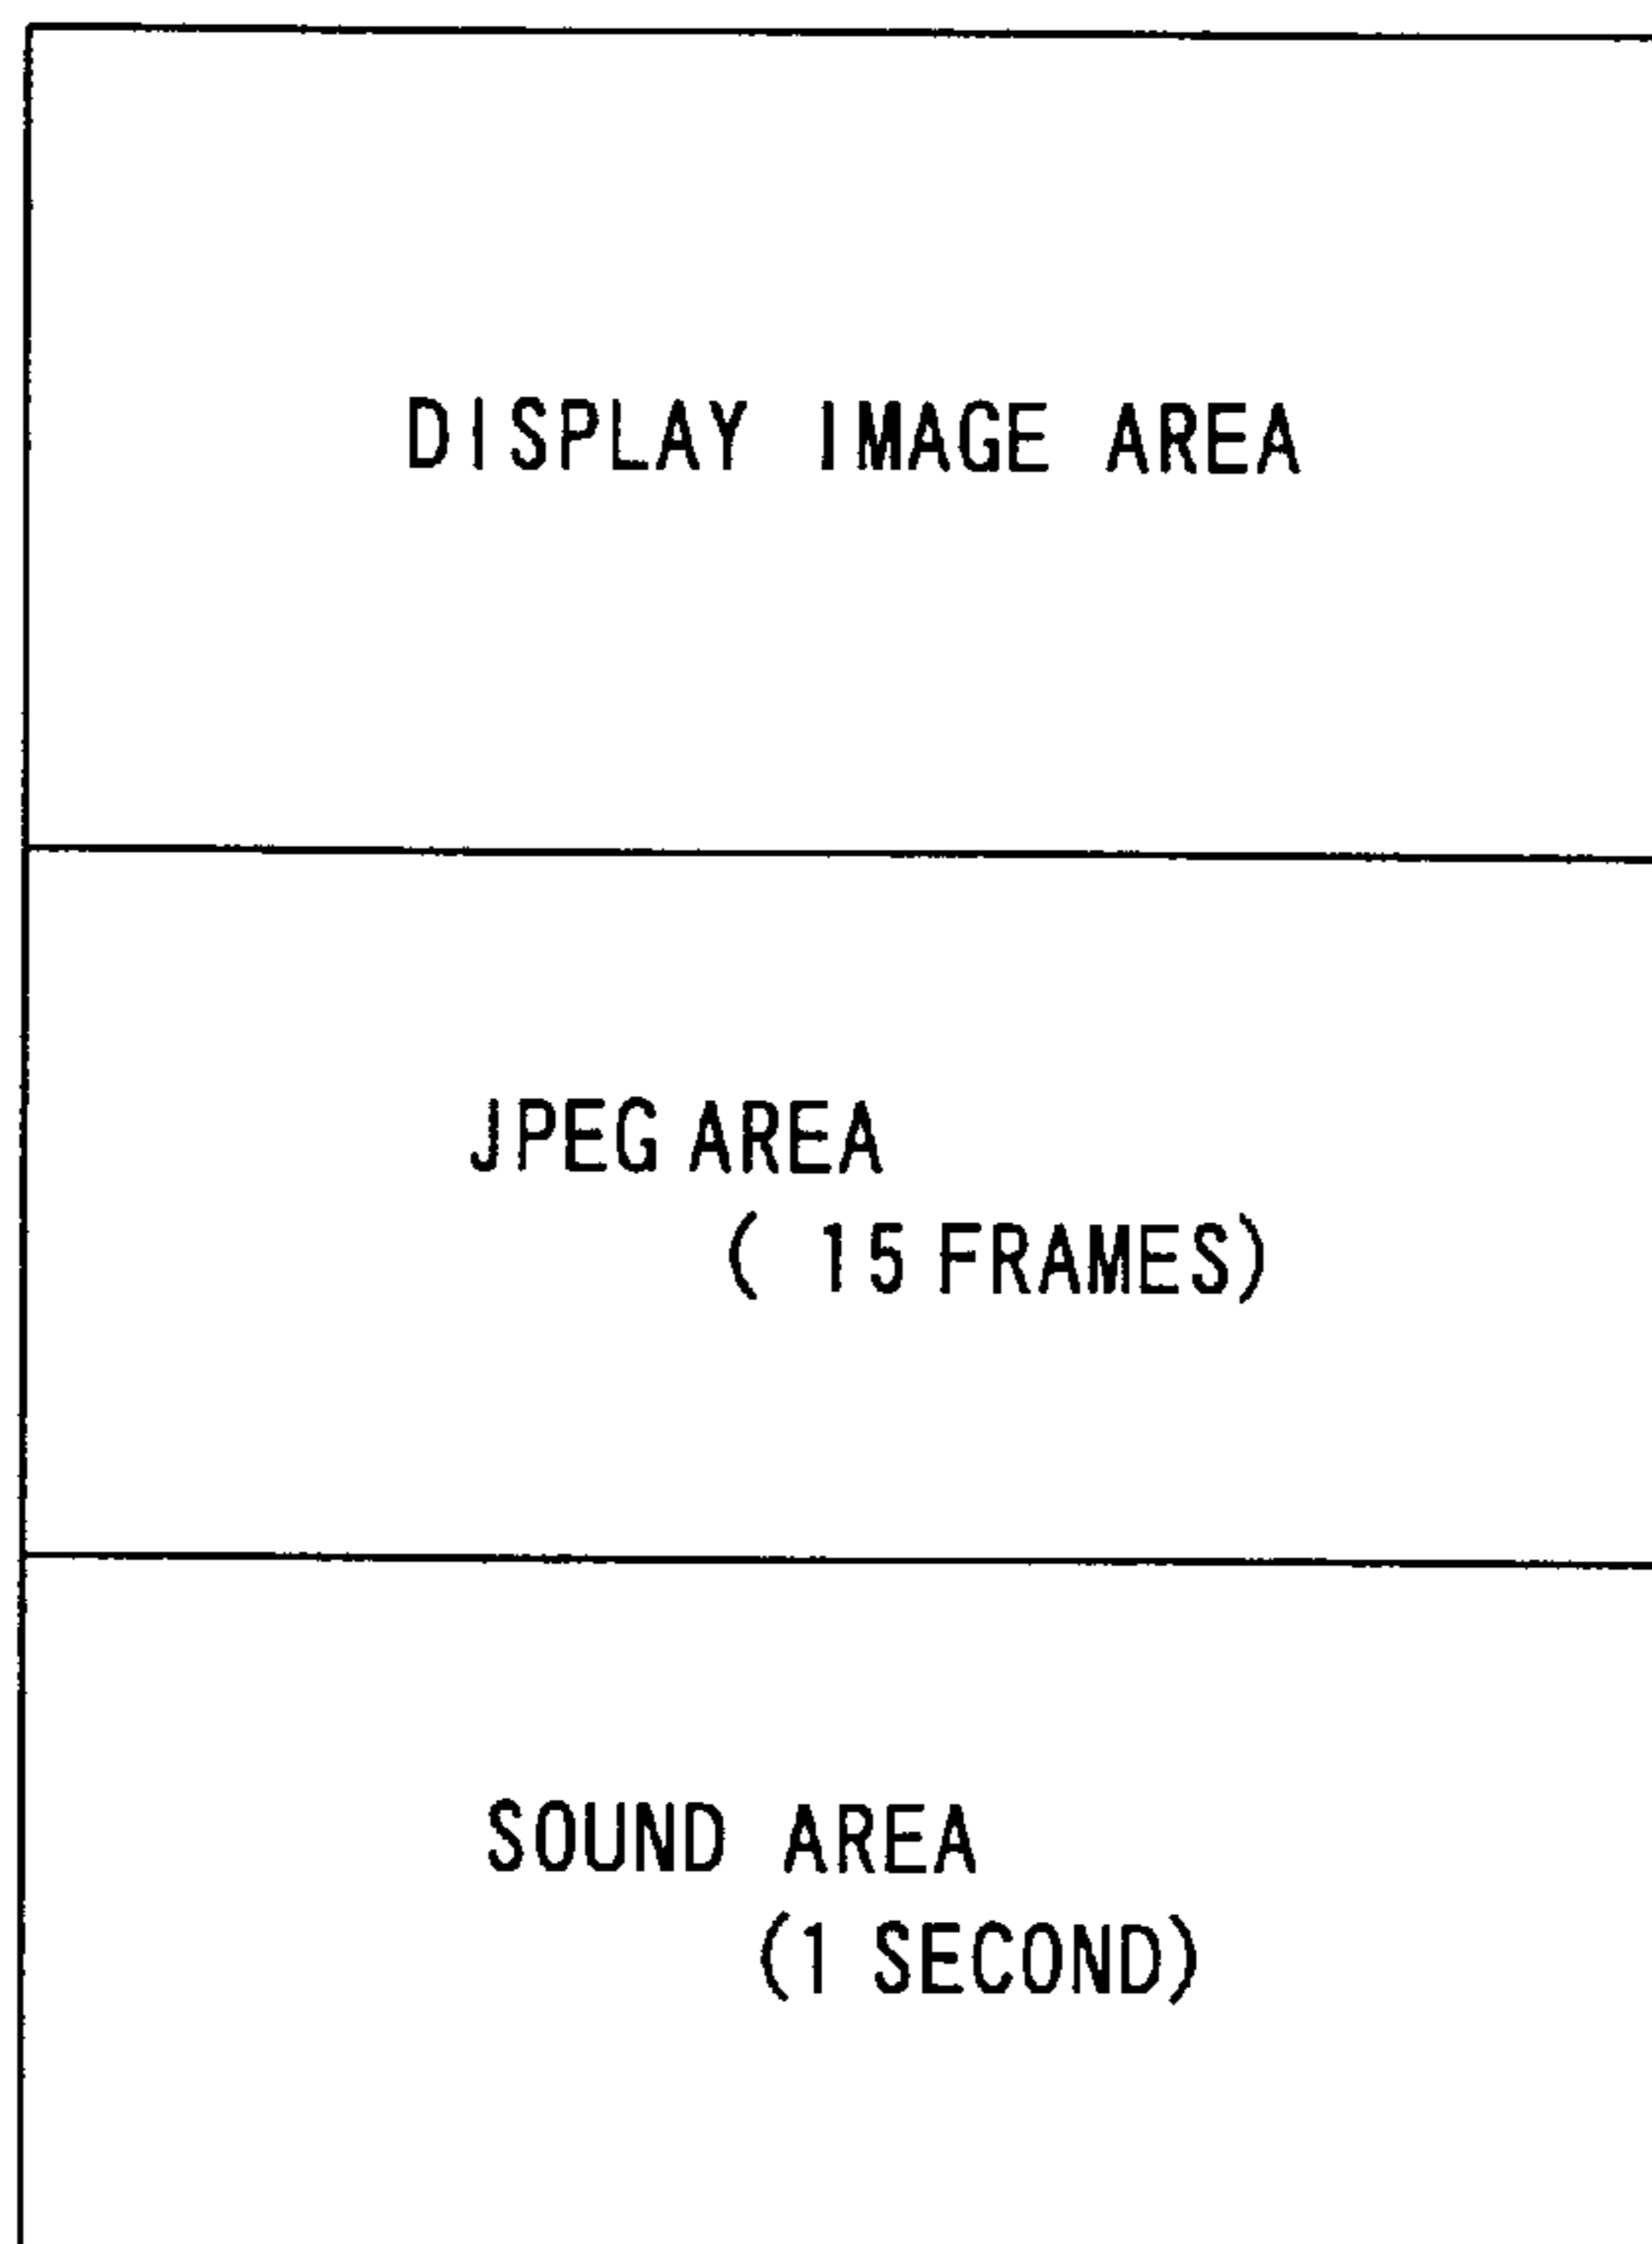 DISPLAY IMAGE AREA
JPEG AREA
( 15 FRAMES)
SOUND AREA
(1 SECOND)